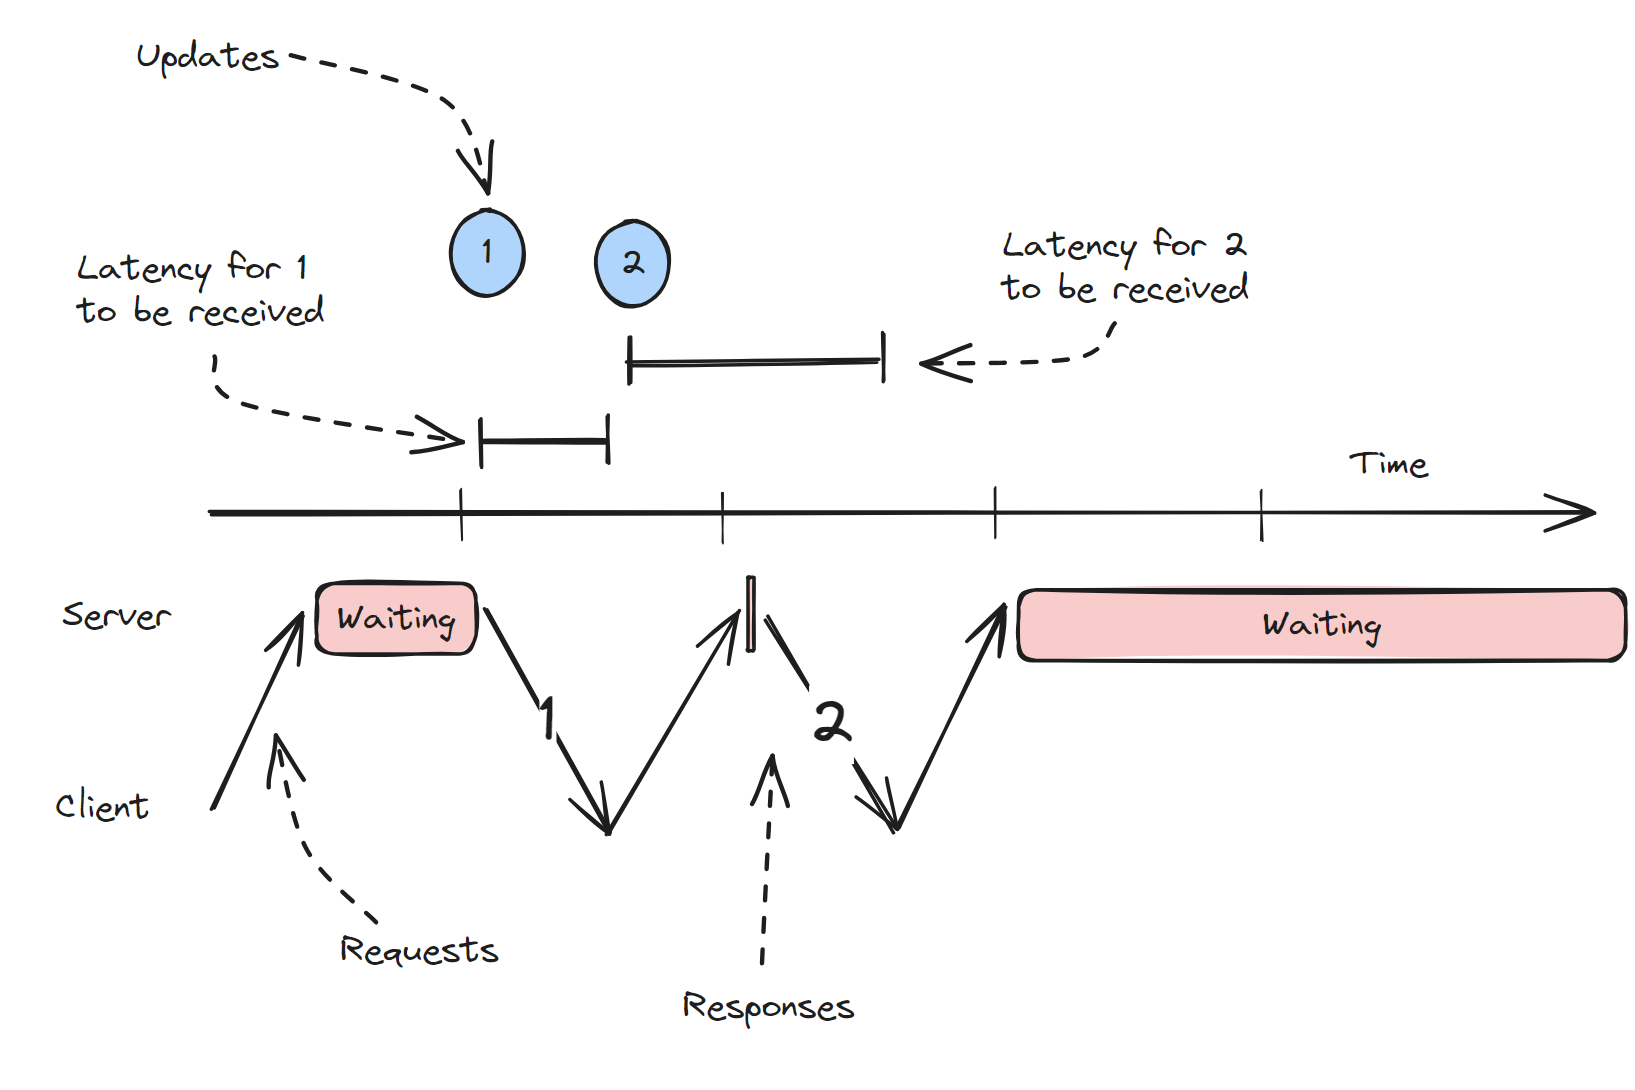 Updates
1
2
Latency for 1
to be received
Latency for 2
to be received
Time
Server
Waiting
Waiting
1
2
Client
Requests
Responses